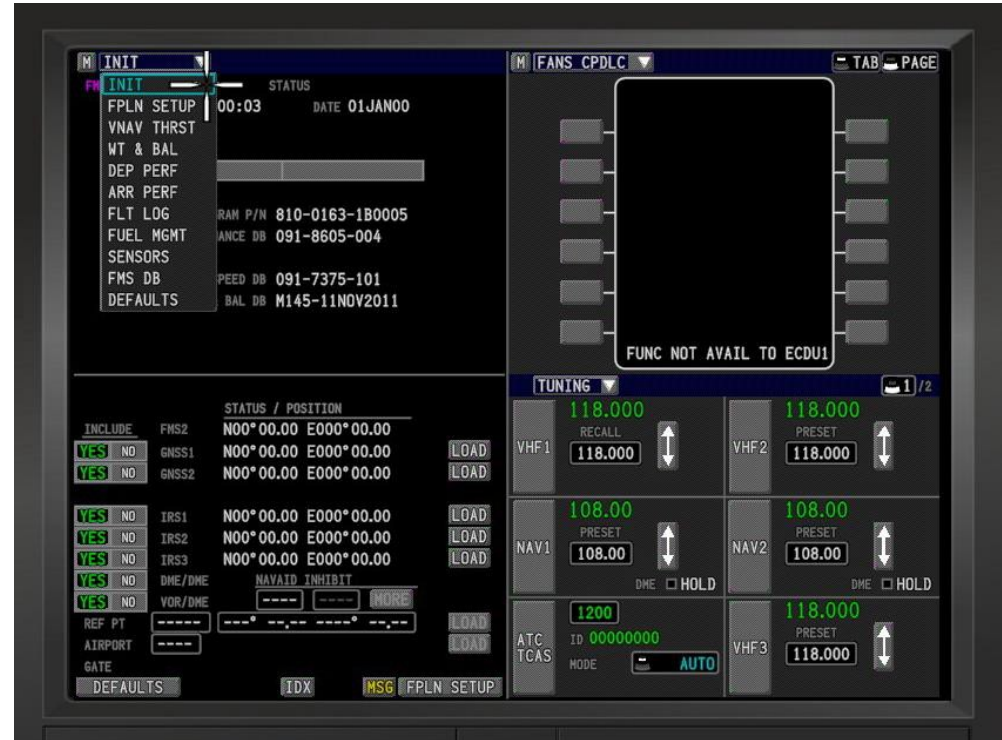 M INIT
INIT
FPLN SETUP
VNAV THRST
WT & BAL
DEP PERF
ARR PERF
FLT LOG
FUEL MGMT
SENSORS
FMS DB
DEFAULTS
STATUS
00:03 DATE 01JAN00
RAM P/N 810-0163-1B0005
ANCE DB 091-8605-004
PEED DB 091-7375-101
BAL DB M145-11NOV2011
STATUS / POSITION
INCLUDE FMS2 N00°00.00 E000°00.00
YES NO GNSS1 N00°00.00 E000°00.00 LOAD
YES NO GNSS2 N00°00.00 E000°00.00 LOAD
YES NO IRS1 N00°00.00 E000°00.00 LOAD
YES NO IRS2 N00°00.00 E000°00.00 LOAD
YES NO IRS3 N00°00.00 E000°00.00 LOAD
YES NO DME/DME NAVAID INHIBIT
YES NO VOR/DME ---- ---- MORE
REF PT ----- ---° --.-- ----° --.-- LOAD
AIRPORT ---- LOAD
GATE
DEFAULTS IDX MSG FPLN SETUP
M FANS CPDLC TAB PAGE
FUNC NOT AVAIL TO ECDU1
TUNING 1 /2
VHF1 118.000 RECALL 118.000
VHF2 118.000 PRESET 118.000
NAV1 108.00 PRESET 108.00 DME HOLD
NAV2 108.00 PRESET 108.00 DME HOLD
ATC TCAS 1200 ID 00000000 MODE AUTO
VHF3 118.000 PRESET 118.000